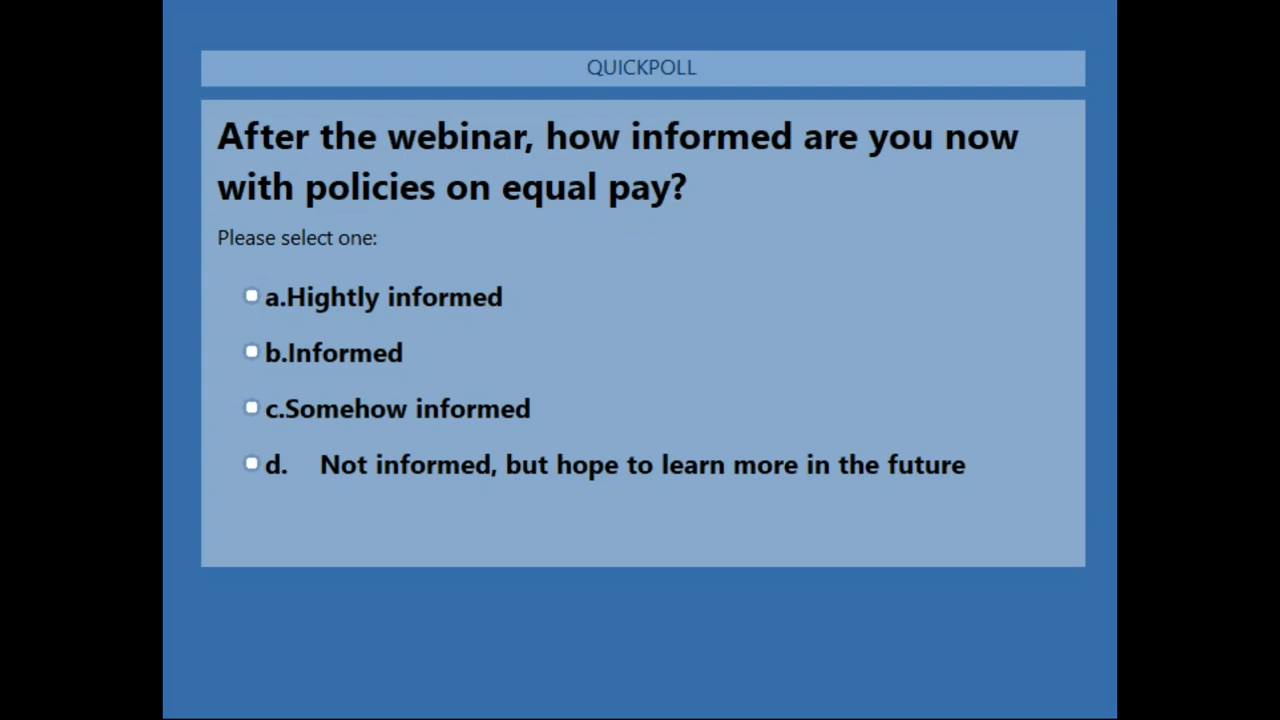 QUICKPOLL
After the webinar, how informed are you now
with policies on equal pay?
Please select one:
a.Hightly informed
b.Informed
c.Somehow informed
d. Not informed, but hope to learn more in the future